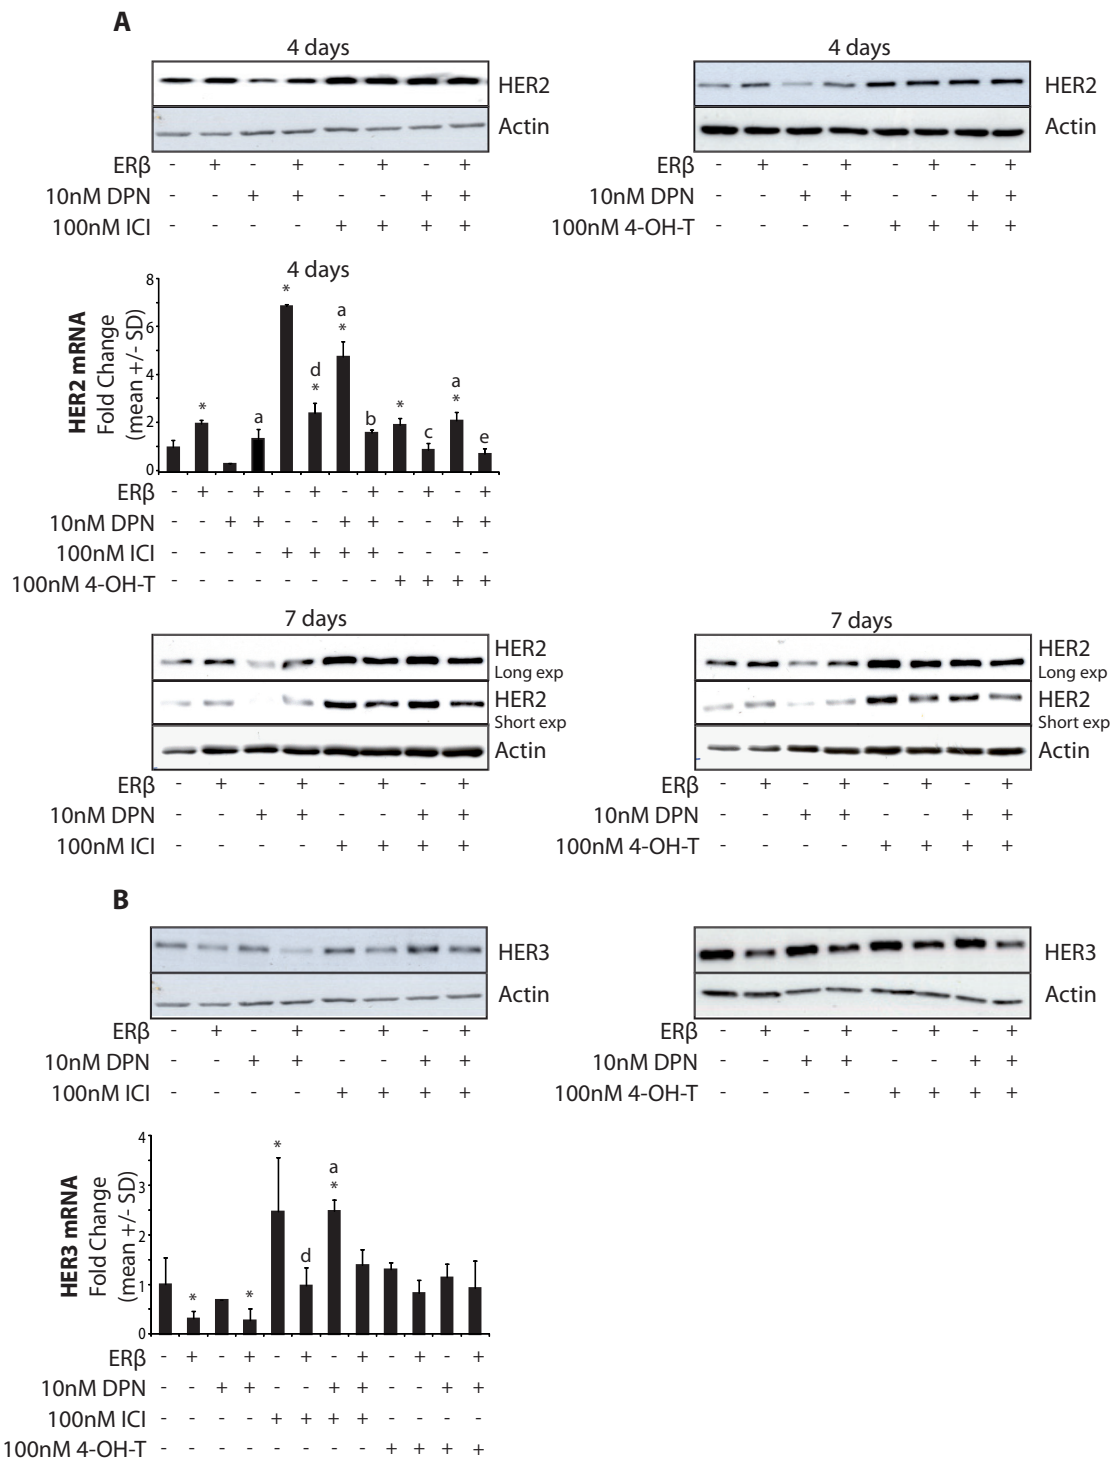 A
4 days
HER2
Actin
ERβ - + - + - + - +
10nM DPN - - + + - - + +
100nM ICI - - - - + + + +
4 days
HER2
Actin
ERβ - + - + - + - +
10nM DPN - - + + - - + +
100nM 4-OH-T - - - - + + + +
4 days
HER2 mRNA
Fold Change
(mean +/- SD)
8
6
4
2
0
* a * d * a * b * c a * e
ERβ - + - + - + - + - + - +
10nM DPN - - + + - - + + - - + +
100nM ICI - - - - + + + + - - - -
100nM 4-OH-T - - - - - - - - + + + +
7 days
HER2
Long exp
HER2
Short exp
Actin
ERβ - + - + - + - +
10nM DPN - - + + - - + +
100nM ICI - - - - + + + +
7 days
HER2
Long exp
HER2
Short exp
Actin
ERβ - + - + - + - +
10nM DPN - - + + - - + +
100nM 4-OH-T - - - - + + + +
B
HER3
Actin
ERβ - + - + - + - +
10nM DPN - - + + - - + +
100nM ICI - - - - + + + +
HER3
Actin
ERβ - + - + - + - +
10nM DPN - - + + - - + +
100nM 4-OH-T - - - - + + + +
HER3 mRNA
Fold Change
(mean +/- SD)
4
3
2
1
0
* * * d a *
ERβ - + - + - + - + - + - +
10nM DPN - - + + - - + + - - + +
100nM ICI - - - - + + + + - - - -
100nM 4-OH-T - - - - - - - - + + + +